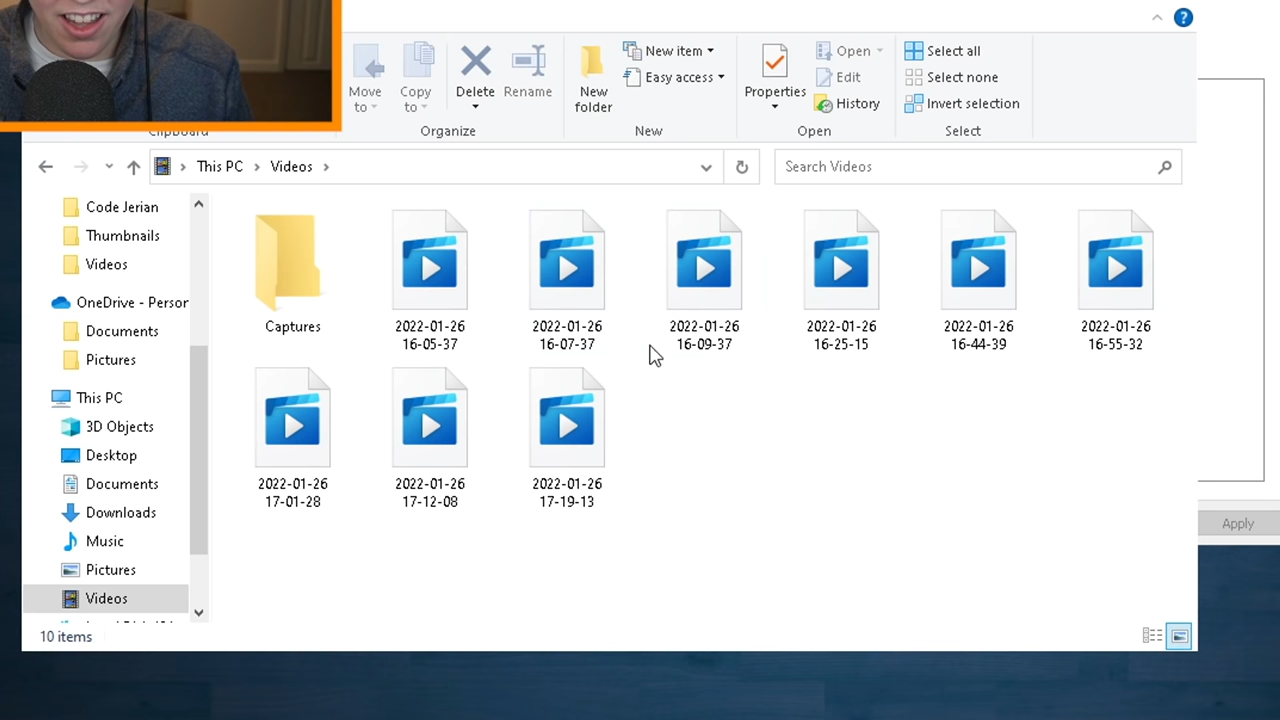 ?
Move to
Copy to
Delete
Rename
New folder
New item
Easy access
Properties
Open
Edit
History
Select all
Select none
Invert selection
Clipboard
Organize
New
Open
Select
This PC
Videos
Search Videos
Code Jerian
Thumbnails
Videos
OneDrive - Person
Documents
Pictures
This PC
3D Objects
Desktop
Documents
Downloads
Music
Pictures
Videos
Captures
2022-01-26
16-05-37
2022-01-26
16-07-37
2022-01-26
16-09-37
2022-01-26
16-25-15
2022-01-26
16-44-39
2022-01-26
16-55-32
2022-01-26
17-01-28
2022-01-26
17-12-08
2022-01-26
17-19-13
Apply
10 items